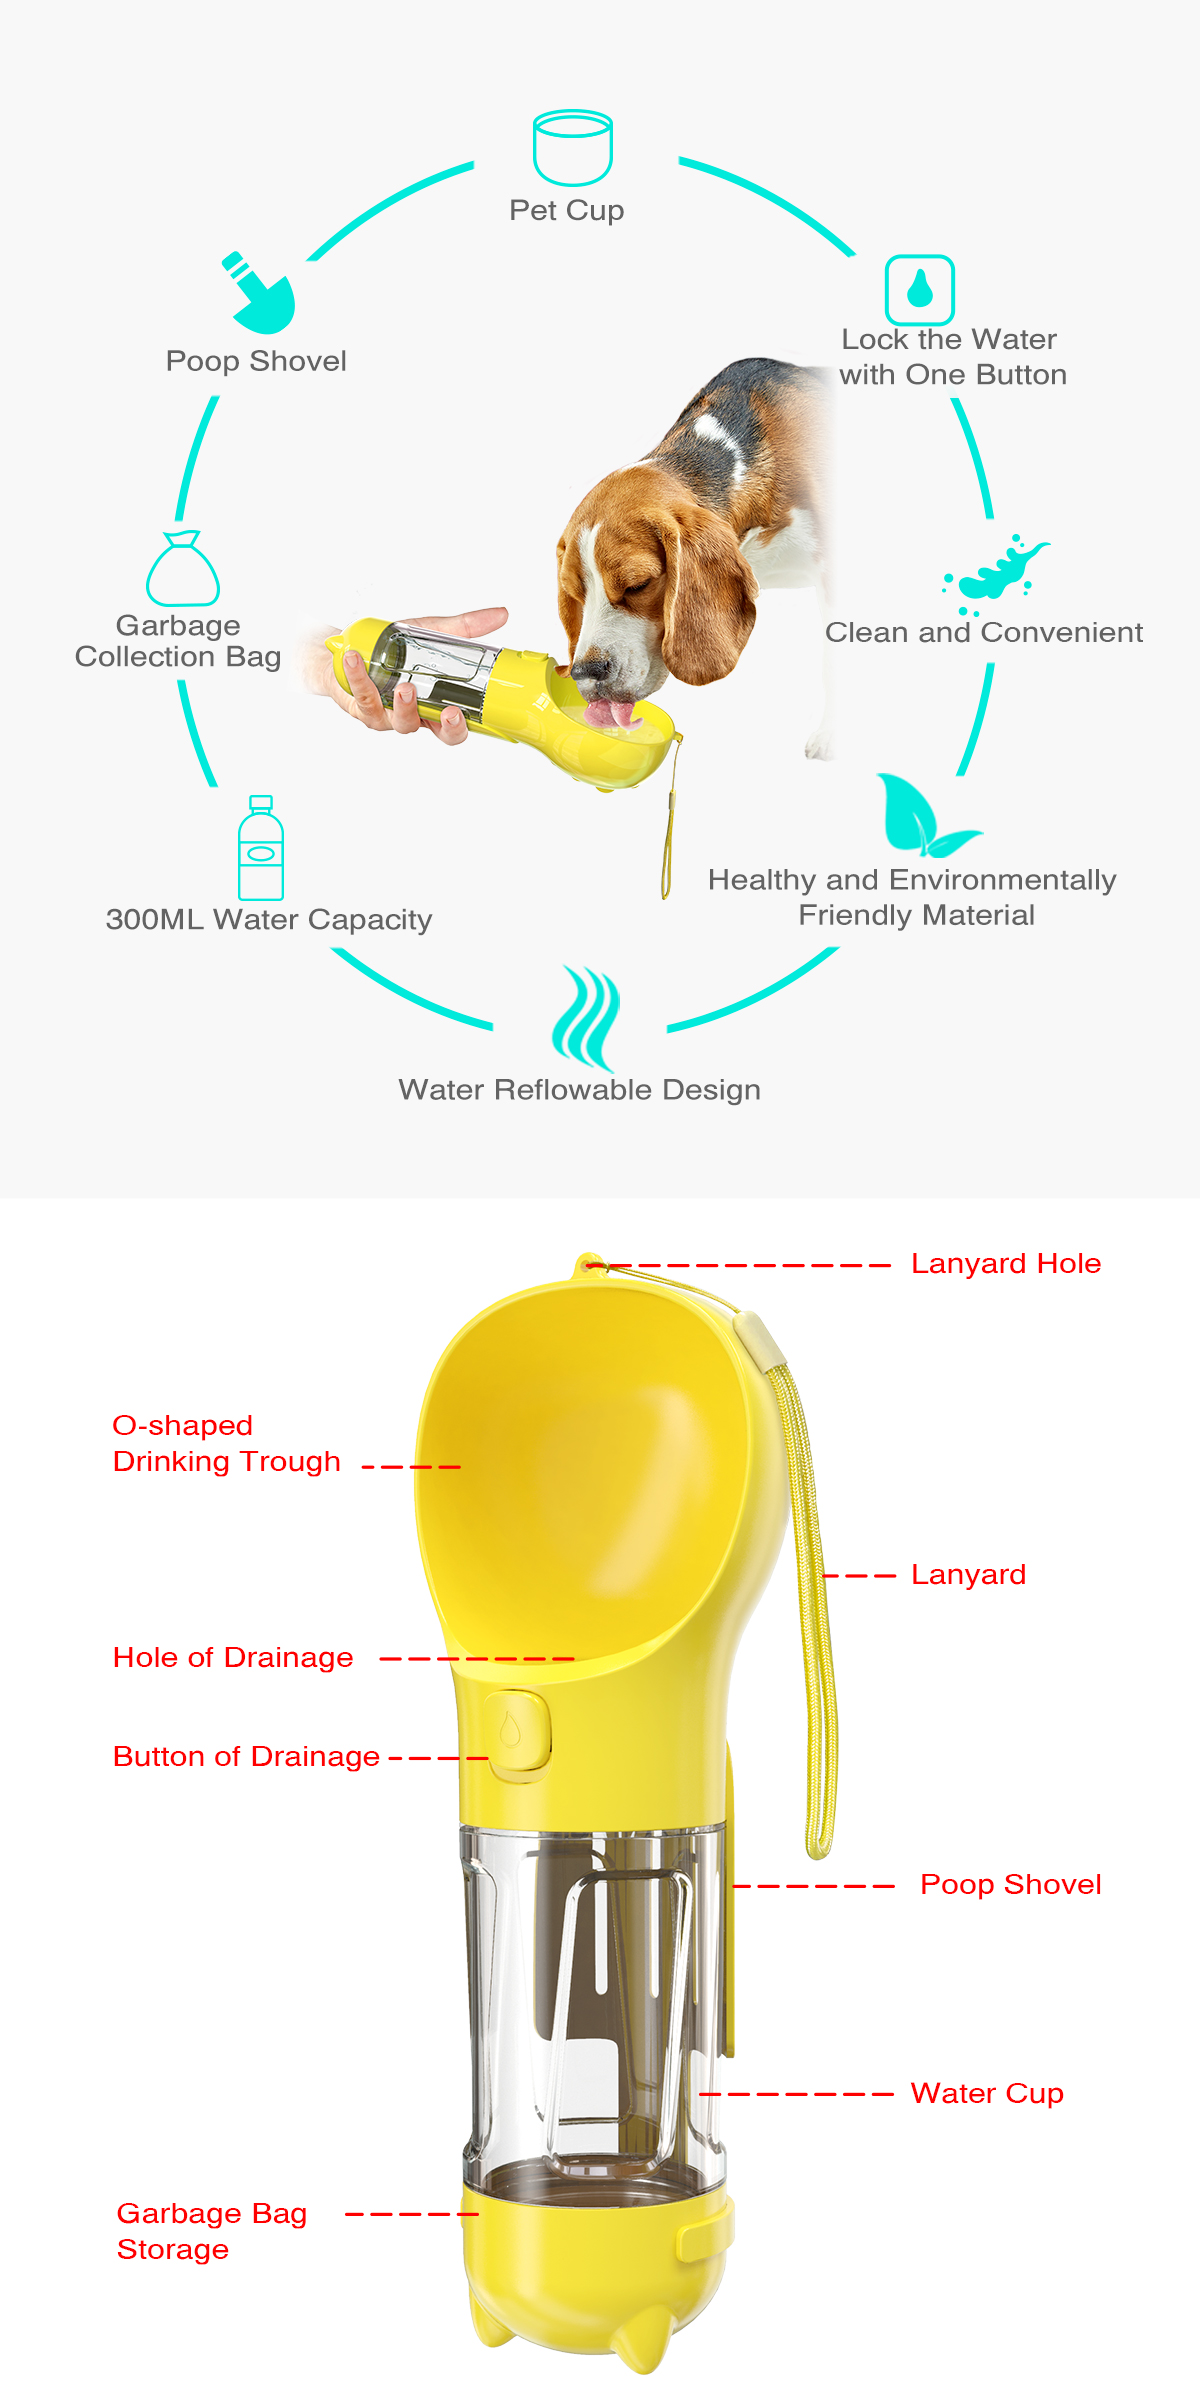 Pet Cup
Poop Shovel
Lock the Water
with One Button
Garbage
Collection Bag
Clean and Convenient
300ML Water Capacity
Healthy and Environmentally
Friendly Material
Water Reflowable Design
Lanyard Hole
O-shaped
Drinking Trough
Lanyard
Hole of Drainage
Button of Drainage
Poop Shovel
Water Cup
Garbage Bag
Storage